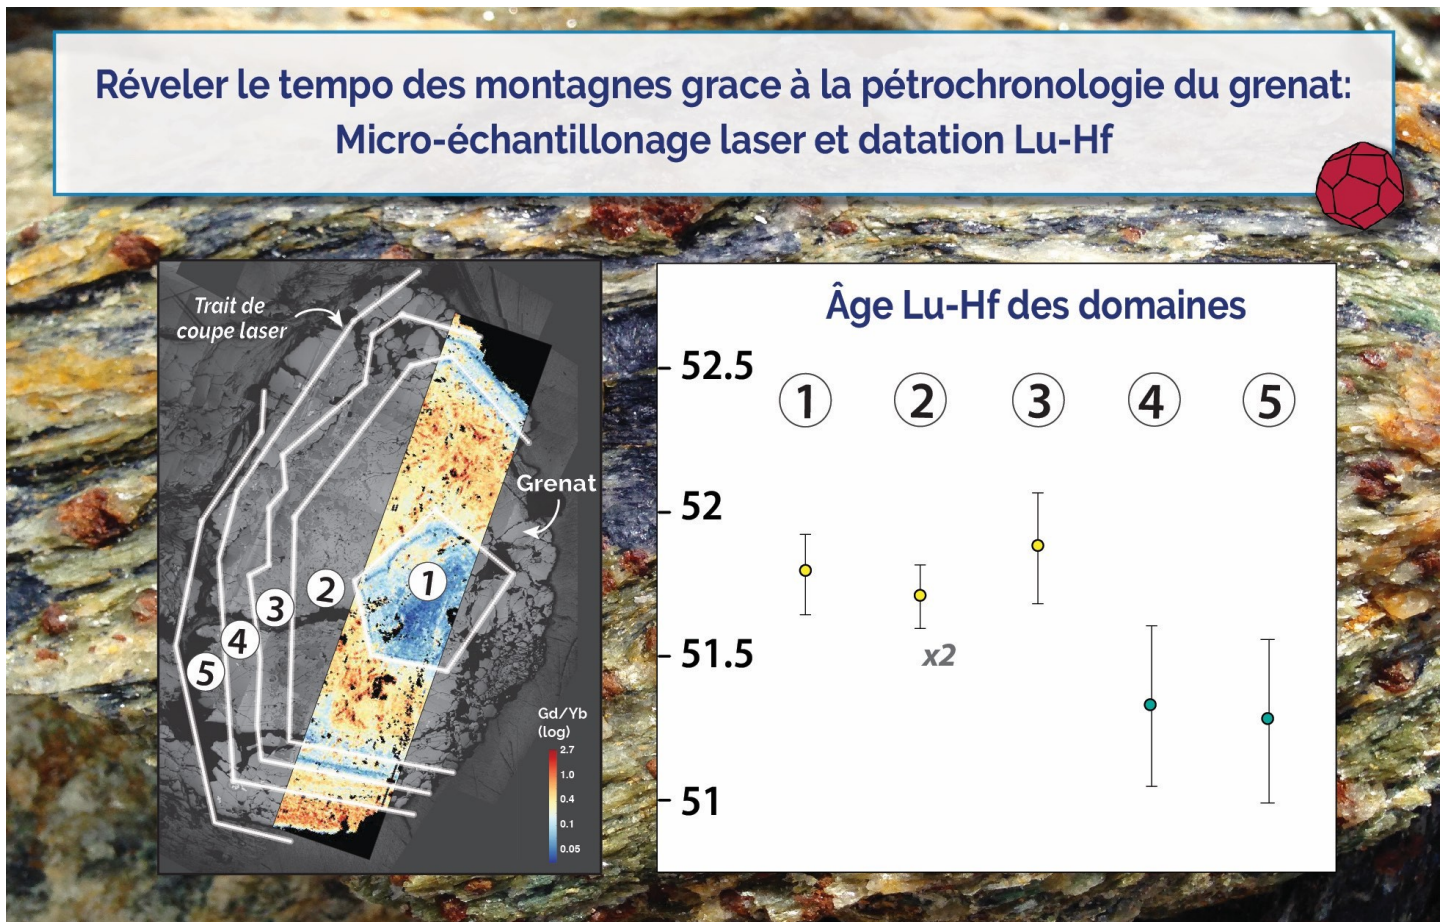 Réveler le tempo des montagnes grace à la pétrochronologie du grenat:
Micro-échantillonage laser et datation Lu-Hf
Trait de
coupe laser
Grenat
1
2
3
4
5
Gd/Yb
(log)
2.7
1.0
0.4
0.1
0.05
Âge Lu-Hf des domaines
52.5
1 2 3 4 5
52
51.5
x2
51